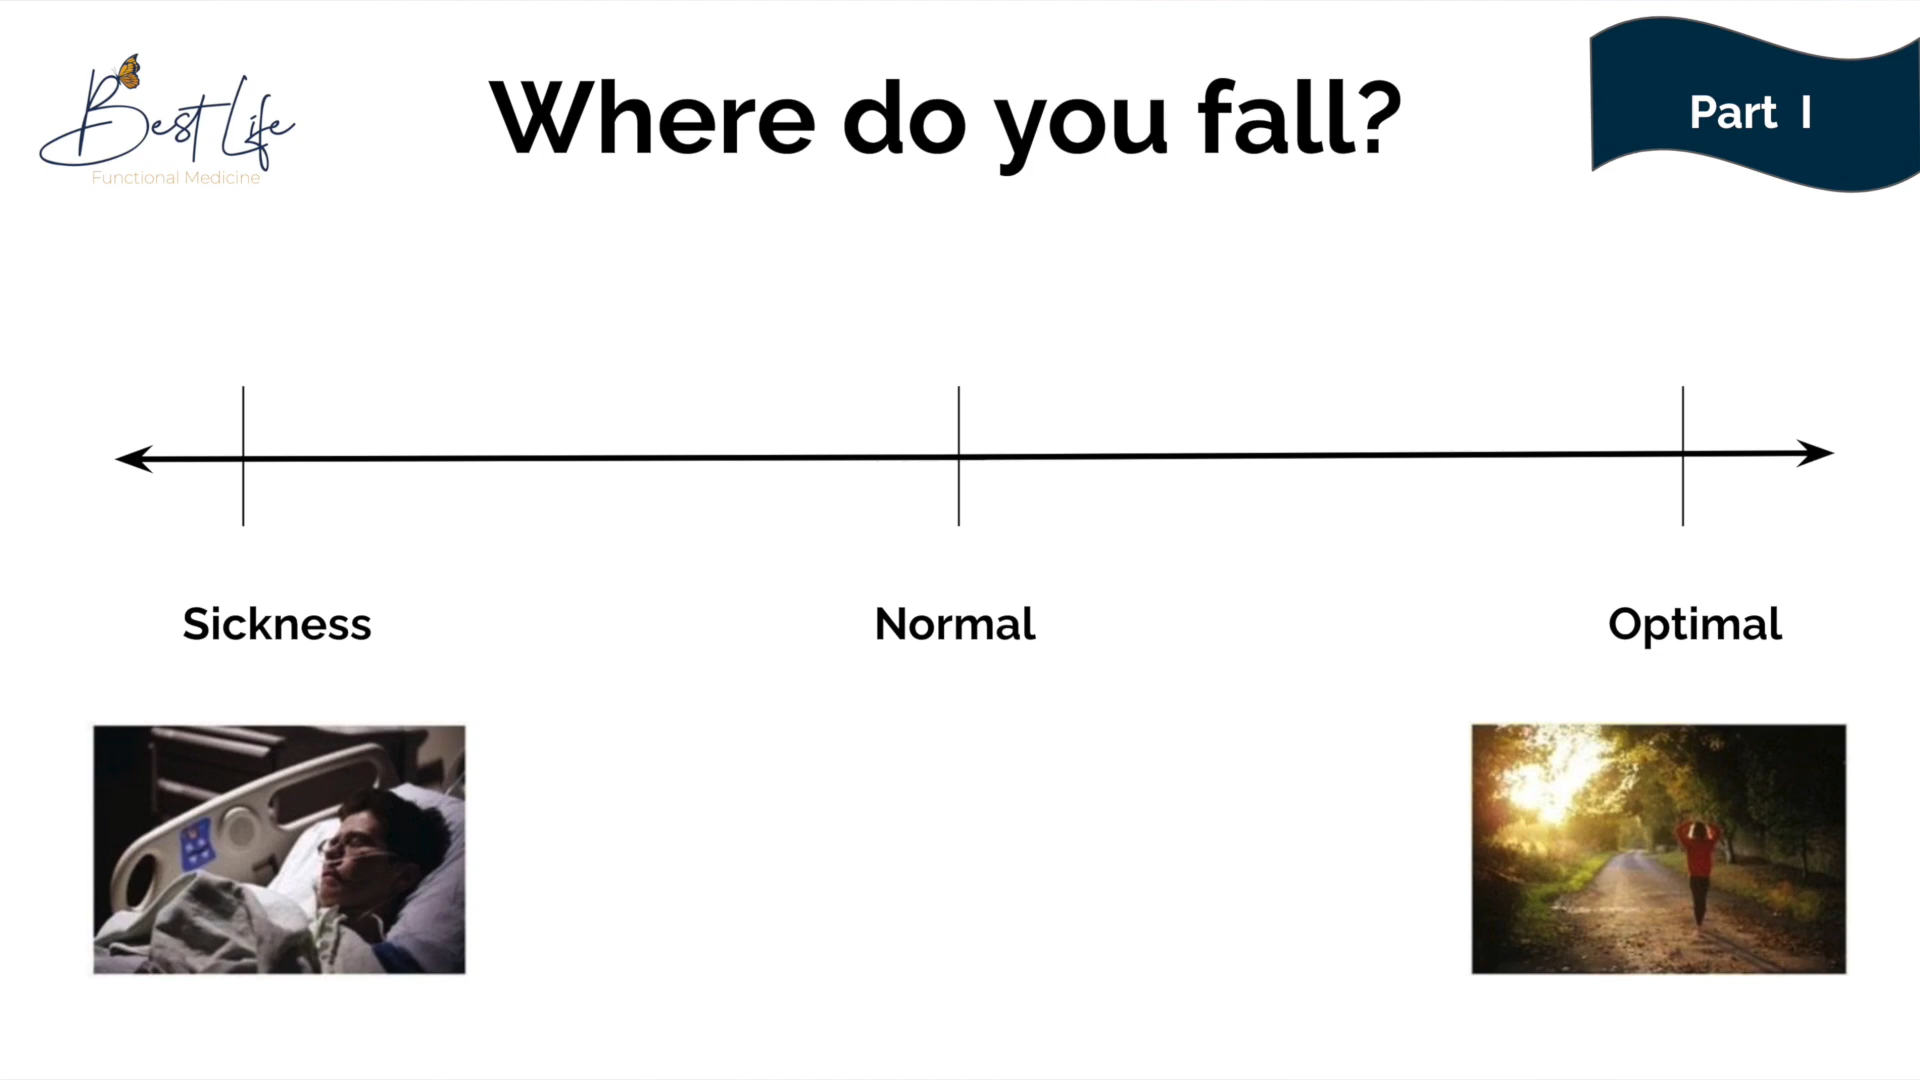 Best Life
Functional Medicine
Where do you fall?
Part I
Sickness
Normal
Optimal